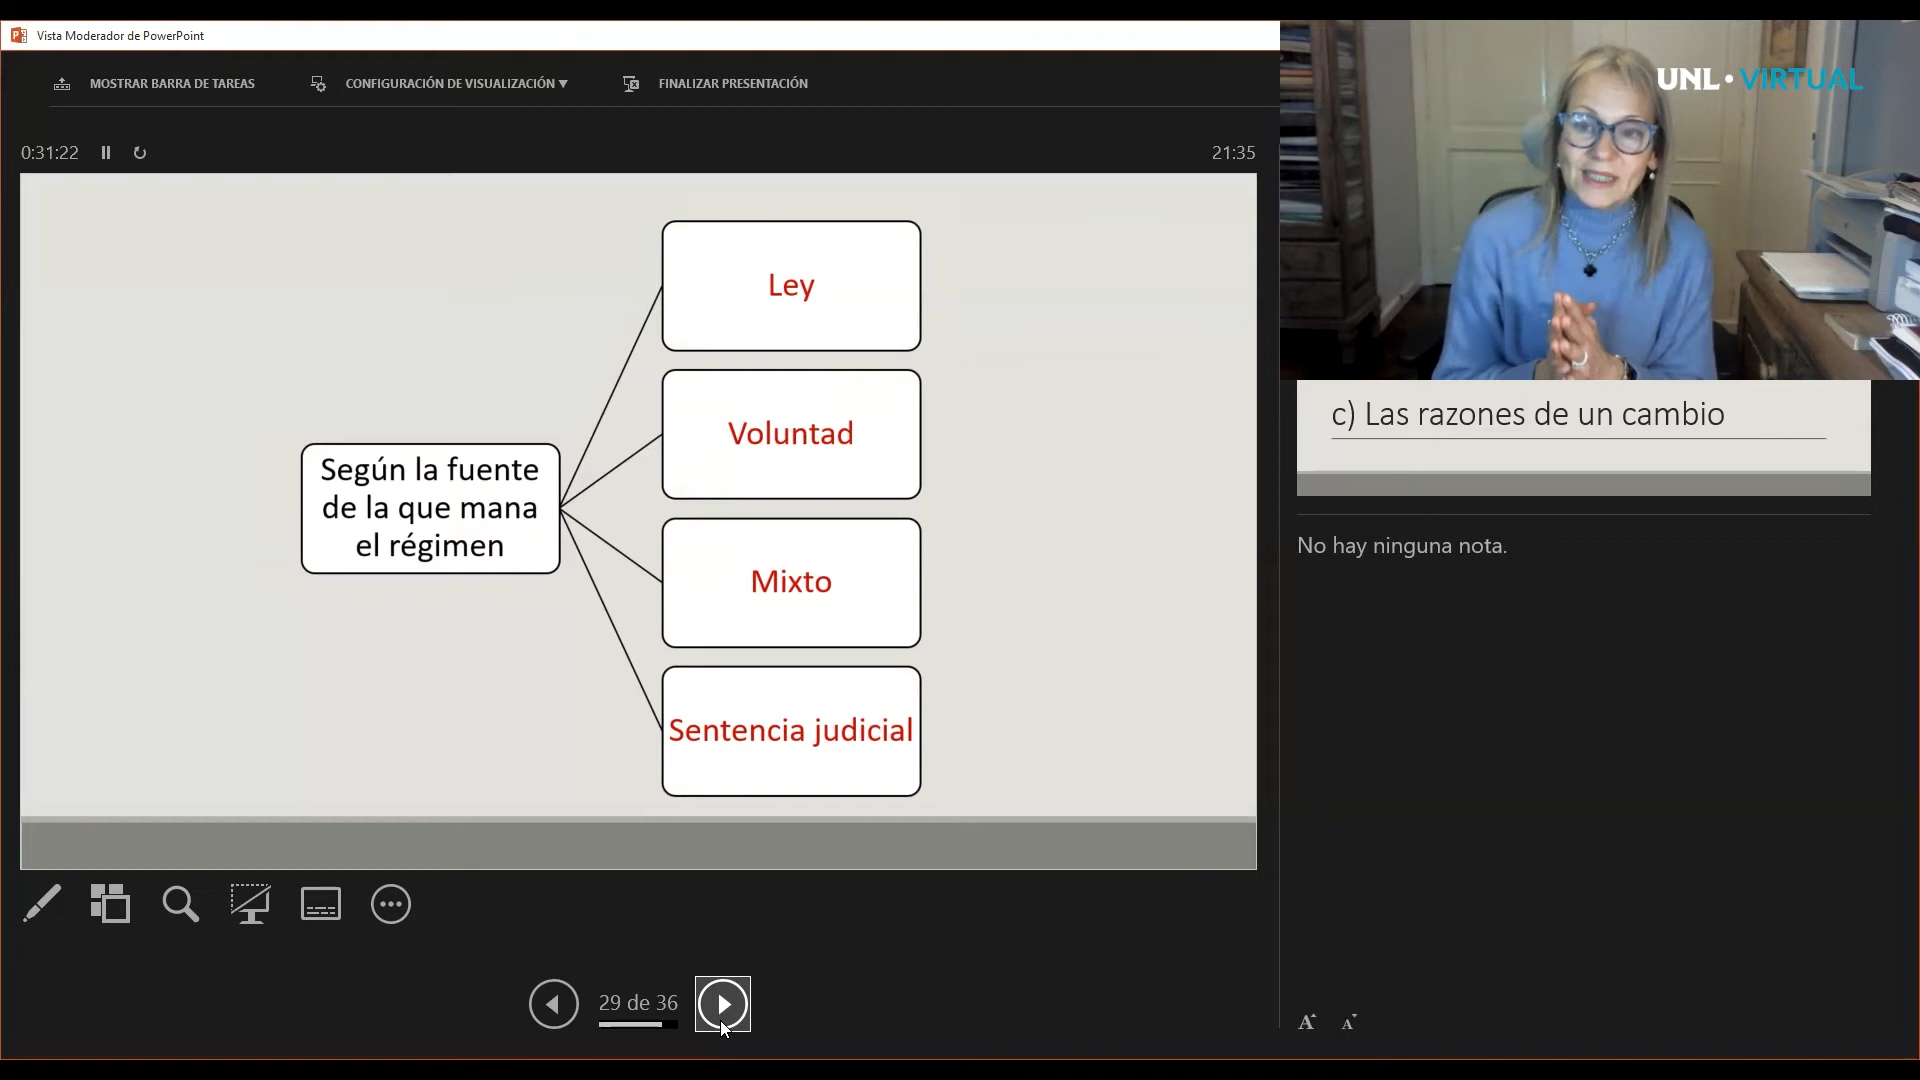 Vista Moderador de PowerPoint
MOSTRAR BARRA DE TAREAS
CONFIGURACIÓN DE VISUALIZACIÓN
FINALIZAR PRESENTACIÓN
UNL • VIRTUAL
0:31:22
21:35
Según la fuente
de la que mana
el régimen
Ley
Voluntad
Mixto
Sentencia judicial
c) Las razones de un cambio
No hay ninguna nota.
29 de 36
A
A